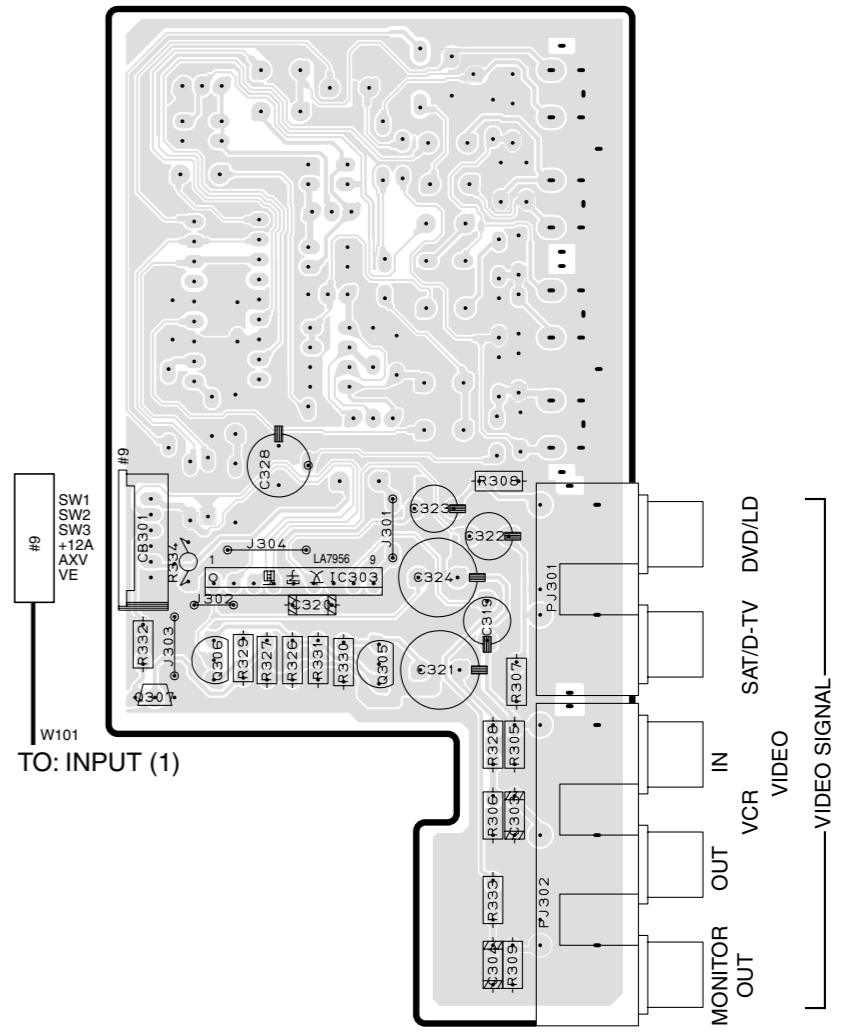 #9
SW1
SW2
SW3
+12A
AXV
VE
#9
W101
TO: INPUT (1)
CB301
R334
C328
J304
J301
1
LA7956
9
IC303
J302
C320
R332
J303
Q307
Q306
R329
R327
R326
R331
R330
Q305
C323
R308
C322
C324
C319
C321
R307
R328
R305
R306
C303
R333
C304
R309
PJ301
PJ302
DVD/LD
SAT/D-TV
IN
OUT
VCR
VIDEO
MONITOR
OUT
VIDEO SIGNAL